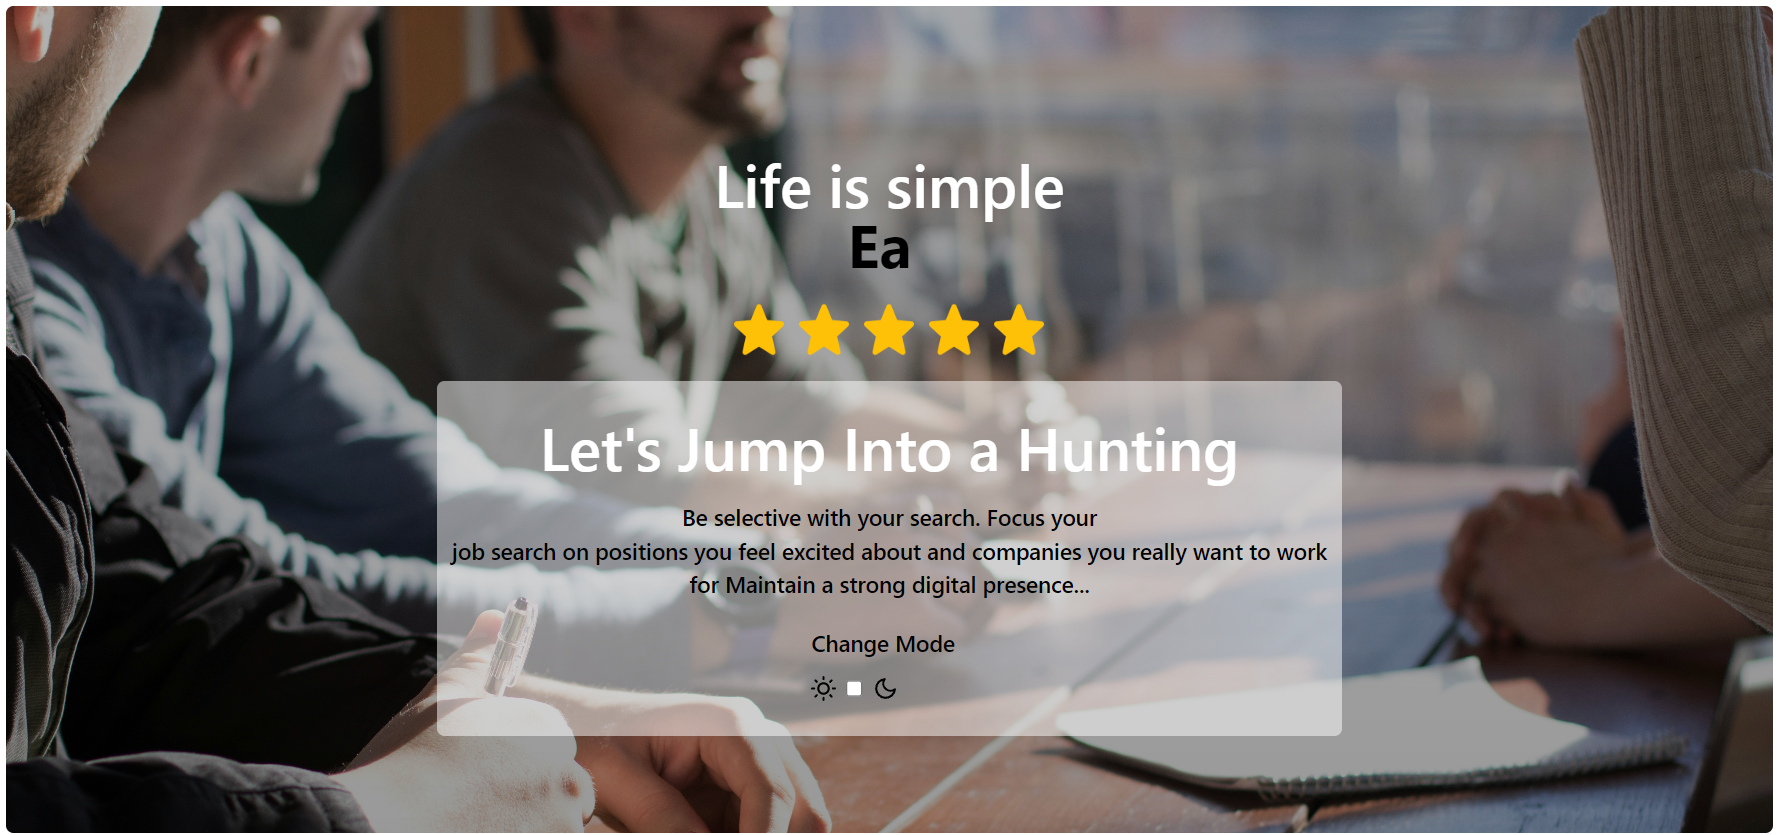 Life is simple
Ea
Let's Jump Into a Hunting
Be selective with your search. Focus your
job search on positions you feel excited about and companies you really want to work
for Maintain a strong digital presence...
Change Mode